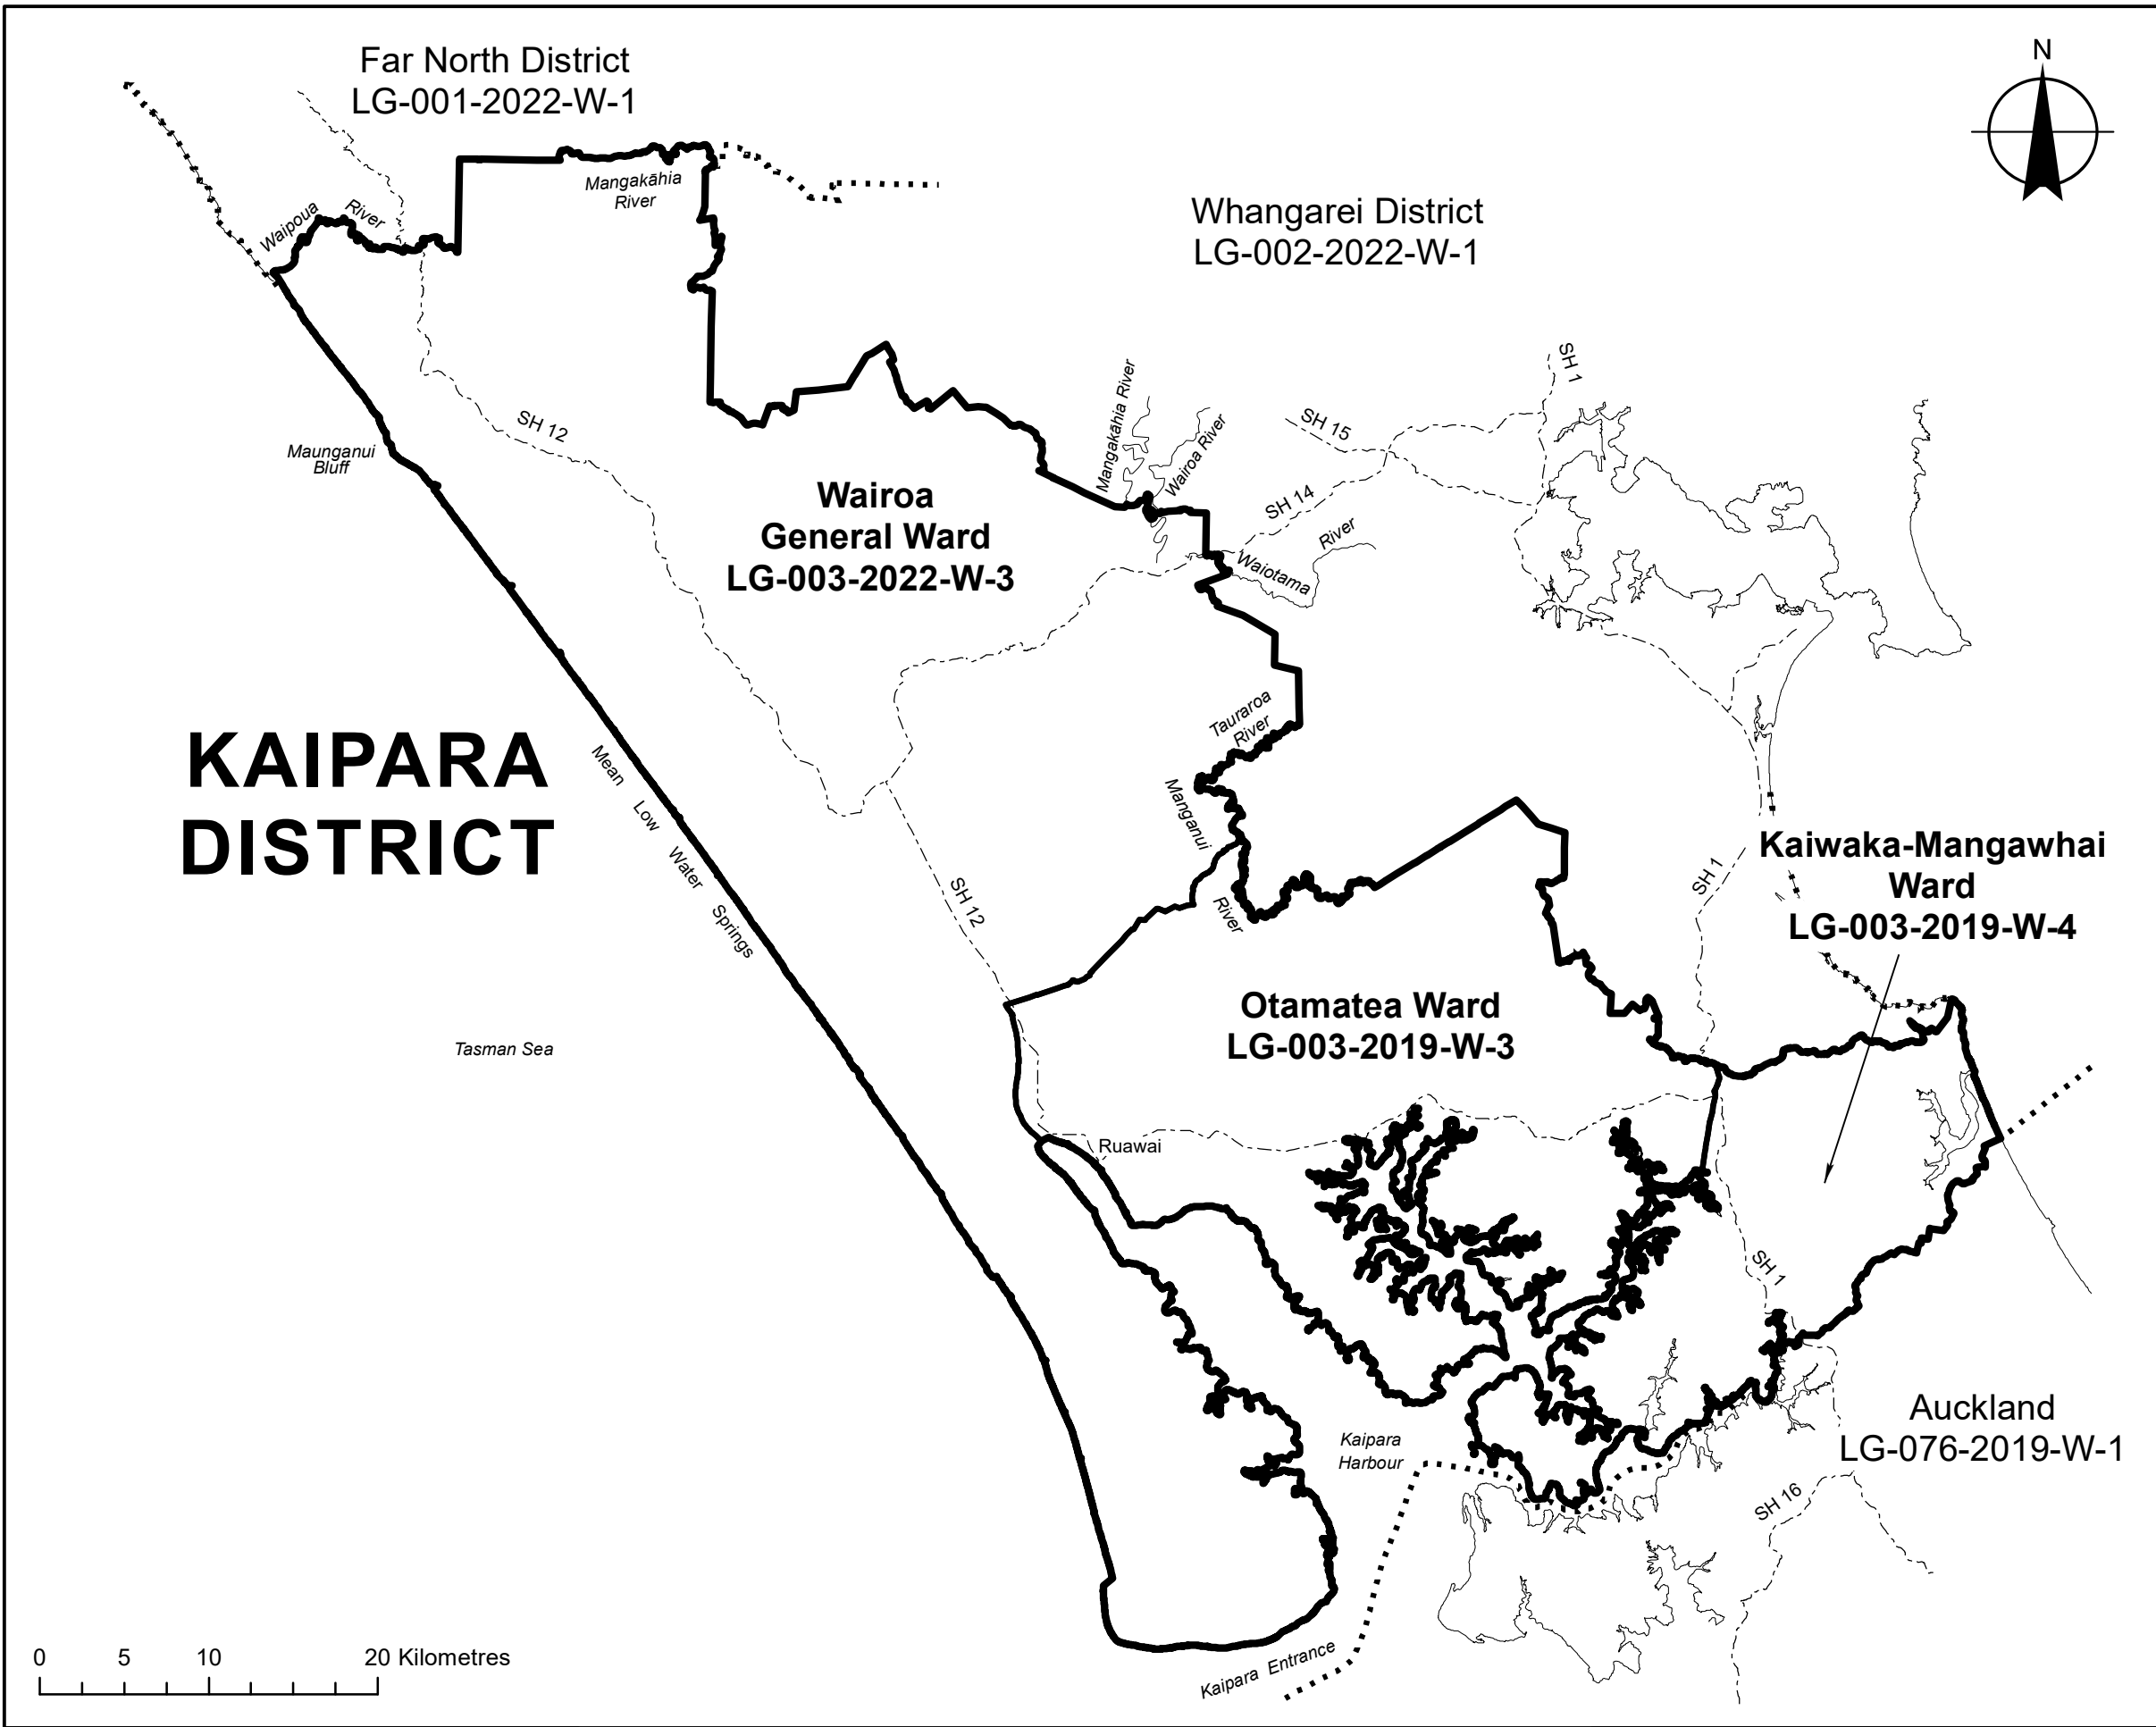 Far North District
LG-001-2022-W-1
N
Mangakāhia
River
Waipoua
River
Whangarei District
LG-002-2022-W-1
SH 1
Mangakāhia River
Wairoa River
SH 15
SH 12
Maunganui
Bluff
Wairoa
General Ward
LG-003-2022-W-3
SH 14
River
Waiotama
Tauraroa
River
KAIPARA
DISTRICT
Mean
Low
Water
Springs
Manganui
River
SH 12
SH 1
Kaiwaka-Mangawhai
Ward
LG-003-2019-W-4
Otamatea Ward
LG-003-2019-W-3
Tasman Sea
Ruawai
SH 1
Kaipara
Harbour
Auckland
LG-076-2019-W-1
SH 16
Kaipara Entrance
0 5 10 20 Kilometres